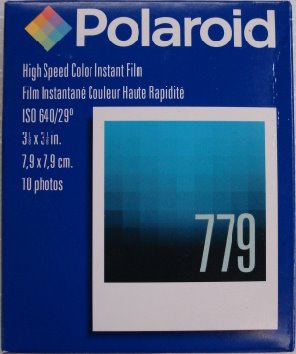 Polaroid
High Speed Color Instant Film
Film Instantané Couleur Haute Rapidité
ISO 640/29°
3⅛ x 3⅛ in.
7,9 x 7,9 cm.
10 photos
779